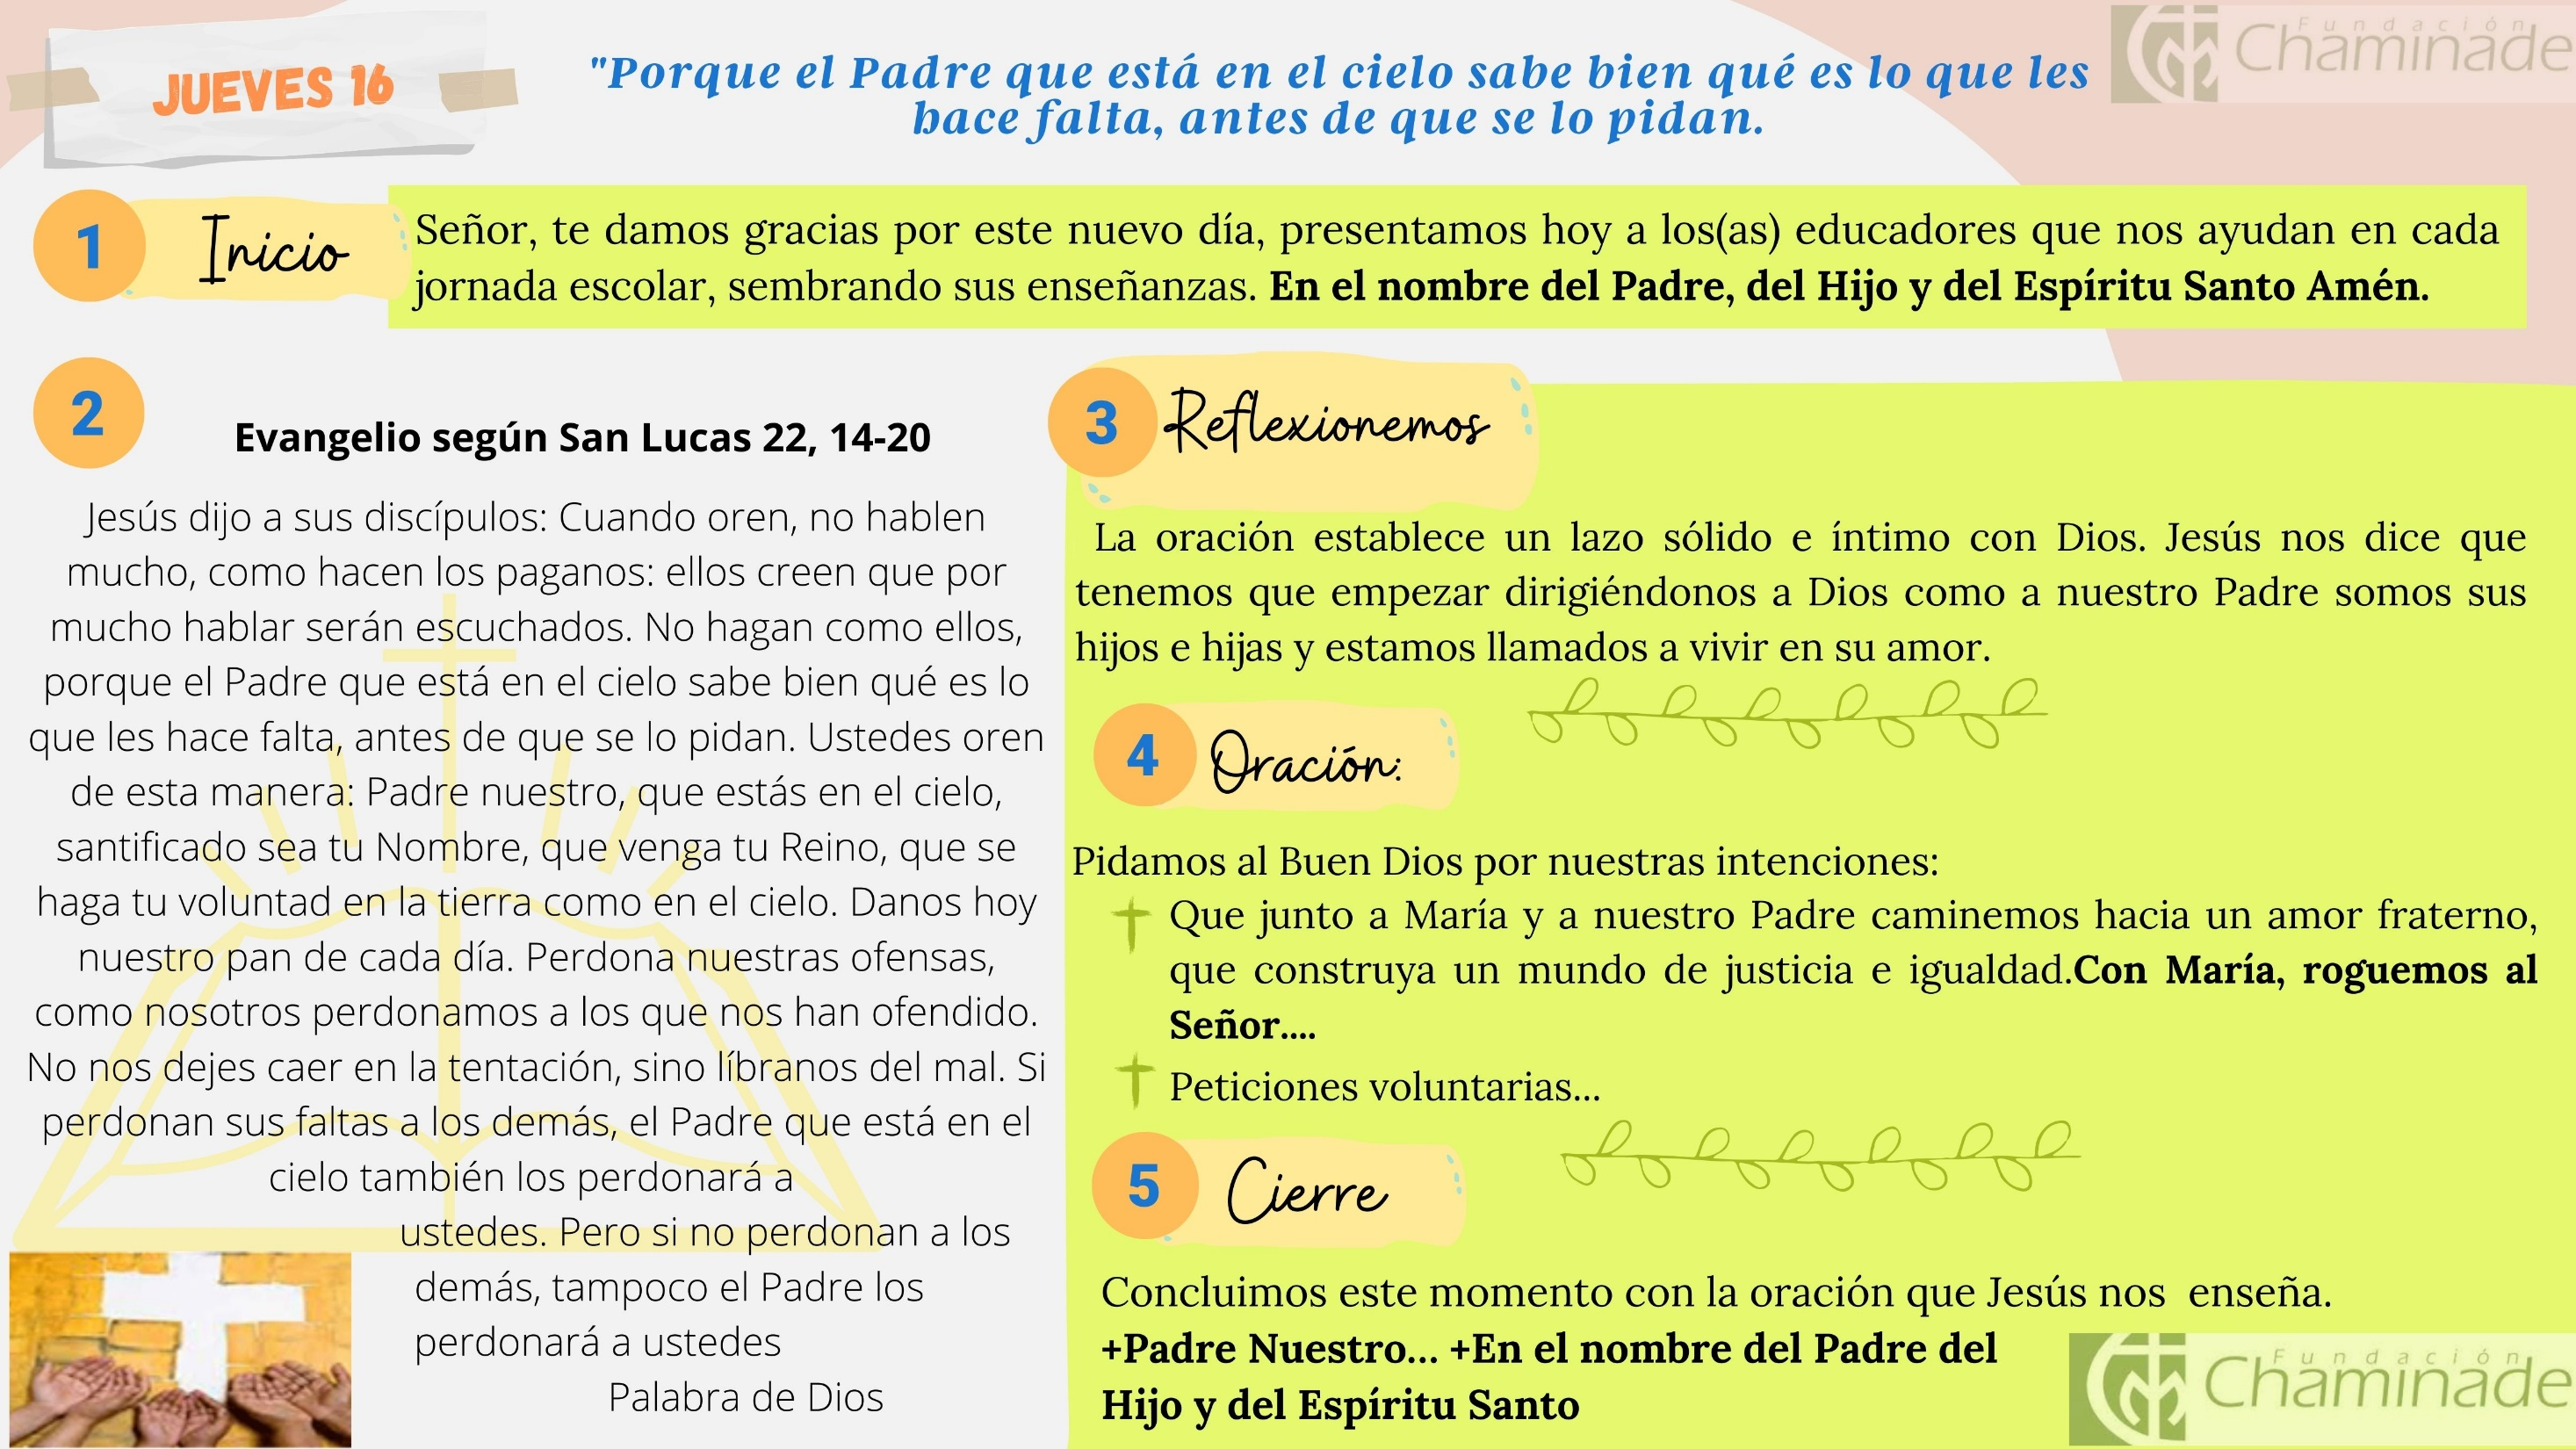 JUEVES 16
"Porque el Padre que está en el cielo sabe bien qué es lo que les
hace falta, antes de que se lo pidan.
Fundación
Chaminade
1
Inicio
Señor, te damos gracias por este nuevo día, presentamos hoy a los(as) educadores que nos ayudan en cada
jornada escolar, sembrando sus enseñanzas. En el nombre del Padre, del Hijo y del Espíritu Santo Amén.
2
Evangelio según San Lucas 22, 14-20
Jesús dijo a sus discípulos: Cuando oren, no hablen
mucho, como hacen los paganos: ellos creen que por
mucho hablar serán escuchados. No hagan como ellos,
porque el Padre que está en el cielo sabe bien qué es lo
que les hace falta, antes de que se lo pidan. Ustedes oren
de esta manera: Padre nuestro, que estás en el cielo,
santificado sea tu Nombre, que venga tu Reino, que se
haga tu voluntad en la tierra como en el cielo. Danos hoy
nuestro pan de cada día. Perdona nuestras ofensas,
como nosotros perdonamos a los que nos han ofendido.
No nos dejes caer en la tentación, sino líbranos del mal. Si
perdonan sus faltas a los demás, el Padre que está en el
cielo también los perdonará a
ustedes. Pero si no perdonan a los
demás, tampoco el Padre los
perdonará a ustedes
Palabra de Dios
3
Reflexionemos
La oración establece un lazo sólido e íntimo con Dios. Jesús nos dice que
tenemos que empezar dirigiéndonos a Dios como a nuestro Padre somos sus
hijos e hijas y estamos llamados a vivir en su amor.
4
Oración:
Pidamos al Buen Dios por nuestras intenciones:
Que junto a María y a nuestro Padre caminemos hacia un amor fraterno,
que construya un mundo de justicia e igualdad.Con María, roguemos al
Señor....
Peticiones voluntarias...
5
Cierre
Concluimos este momento con la oración que Jesús nos  enseña.
+Padre Nuestro... +En el nombre del Padre del
Hijo y del Espíritu Santo
Fundación
Chaminade